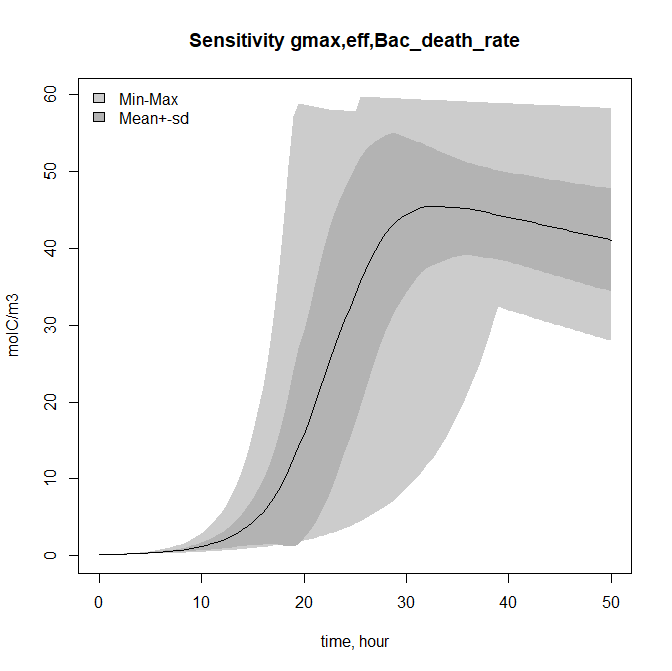 Sensitivity gmax,eff,Bac_death_rate
Min-Max
Mean+-sd
molC/m3
60
50
40
30
20
10
0
0 10 20 30 40 50
time, hour